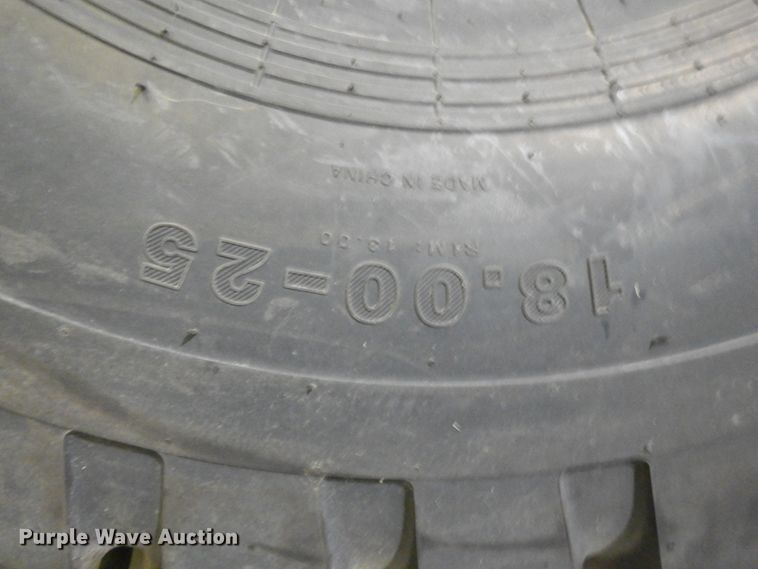 18.00-25
RIM: 13.00
MADE IN CHINA
Purple Wave Auction